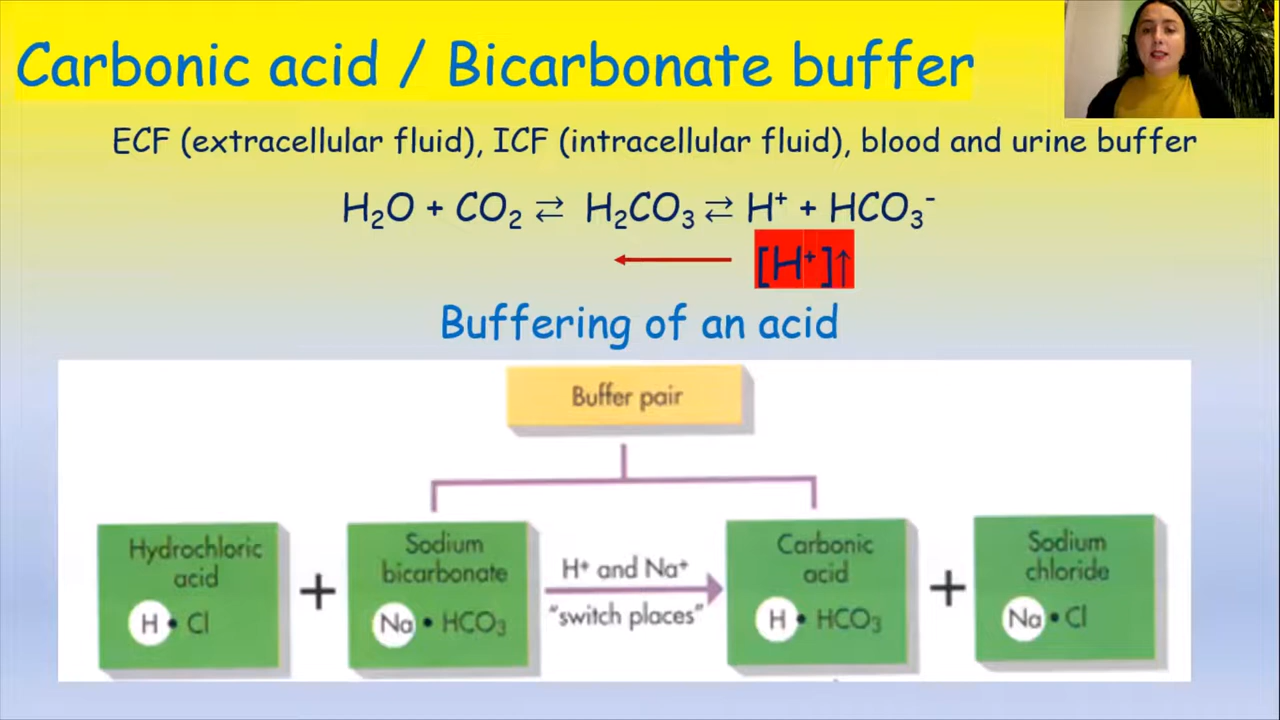 Carbonic acid / Bicarbonate buffer
ECF (extracellular fluid), ICF (intracellular fluid), blood and urine buffer
H₂O + CO₂ ⇄ H₂CO₃ ⇄ H⁺ + HCO₃⁻
[H⁺]↑
Buffering of an acid
Buffer pair
Hydrochloric
acid
H • Cl
+
Sodium
bicarbonate
Na • HCO₃
H⁺ and Na⁺
"switch places"
Carbonic
acid
H • HCO₃
+
Sodium
chloride
Na • Cl